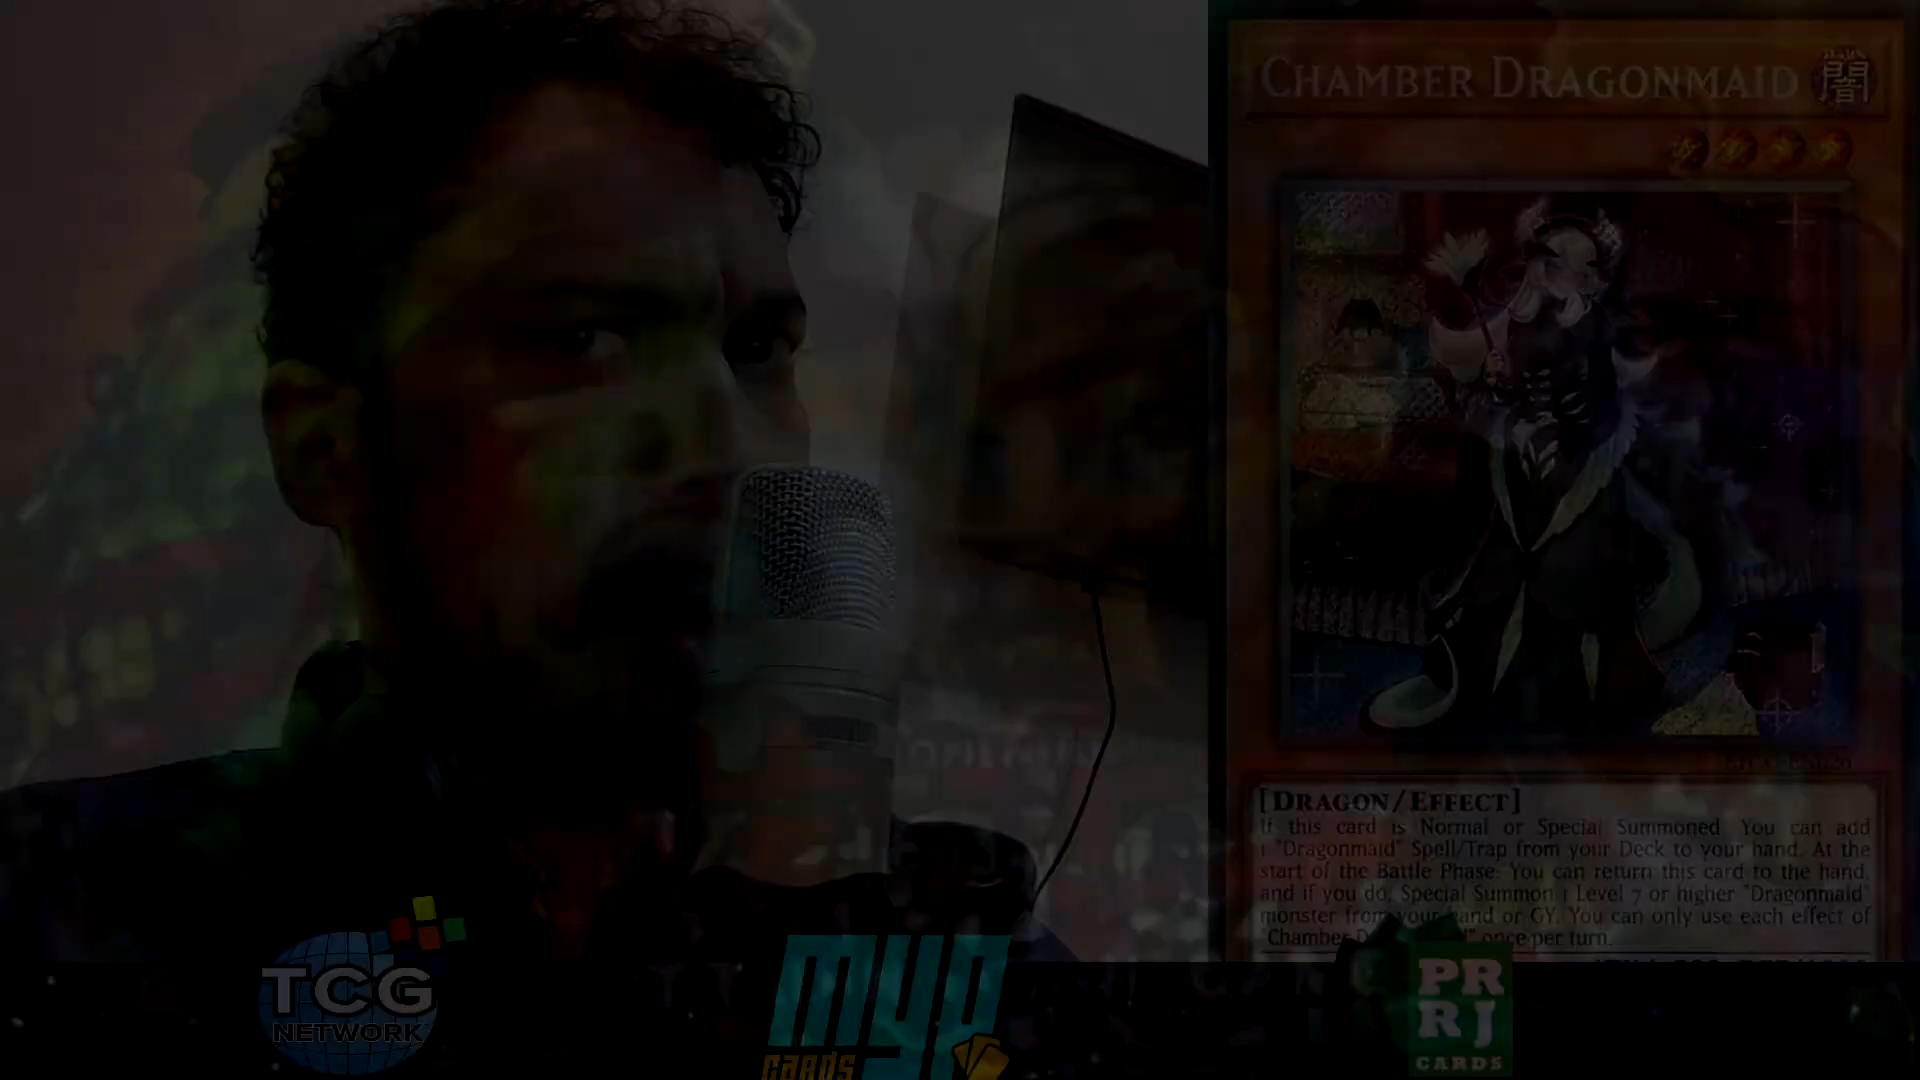 CHAMBER DRAGONMAID 闇
[DRAGON/EFFECT]
If this card is Normal or Special Summoned: You can add
1 "Dragonmaid" Spell/Trap from your Deck to your hand. At the
start of the Battle Phase: You can return this card to the hand,
and if you do, Special Summon 1 Level 7 or higher "Dragonmaid"
monster from your hand or GY. You can only use each effect of
"Chamber once per turn.
TCG
NETWORK
MYP
CARDS
PR
RJ
CARDS